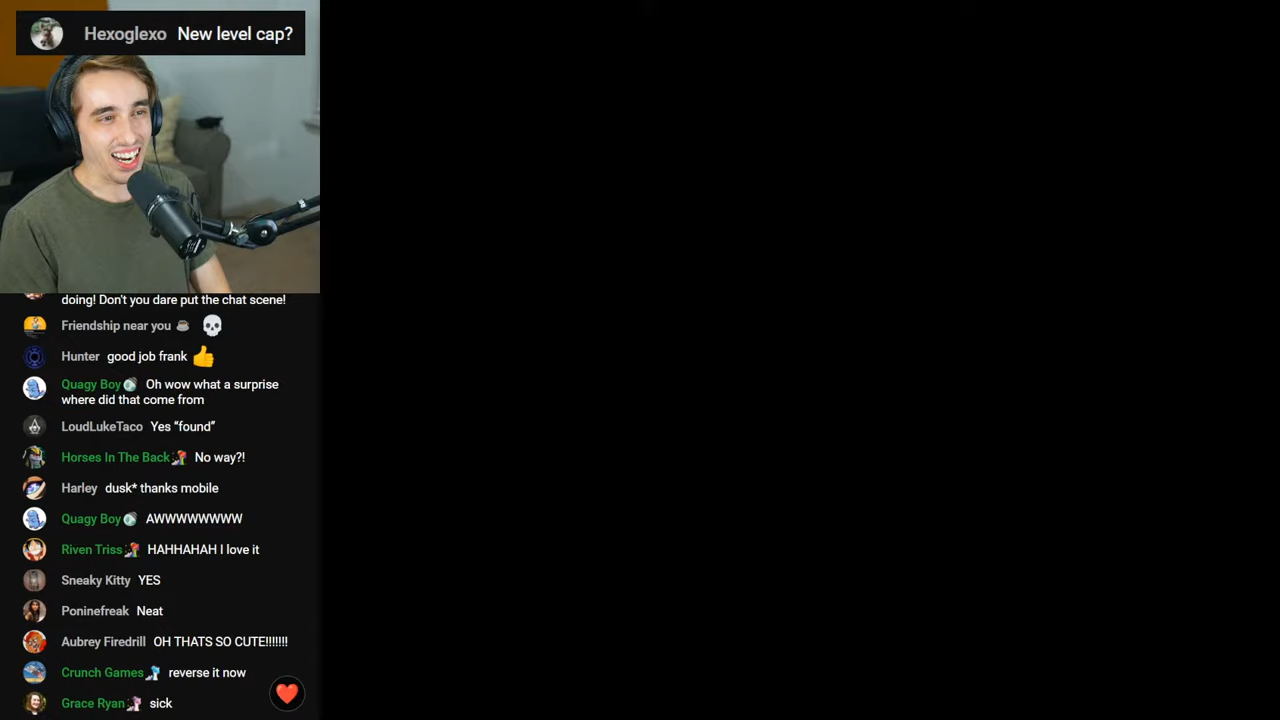 Hexoglexo New level cap?
doing! Don't you dare put the chat scene!
Friendship near you
Hunter good job frank
Quagy Boy Oh wow what a surprise
where did that come from
LoudLukeTaco Yes “found”
Horses In The Back No way?!
Harley dusk* thanks mobile
Quagy Boy AWWWWWWWW
Riven Triss HAHHAHAH I love it
Sneaky Kitty YES
Poninefreak Neat
Aubrey Firedrill OH THATS SO CUTE!!!!!!!
Crunch Games reverse it now
Grace Ryan sick